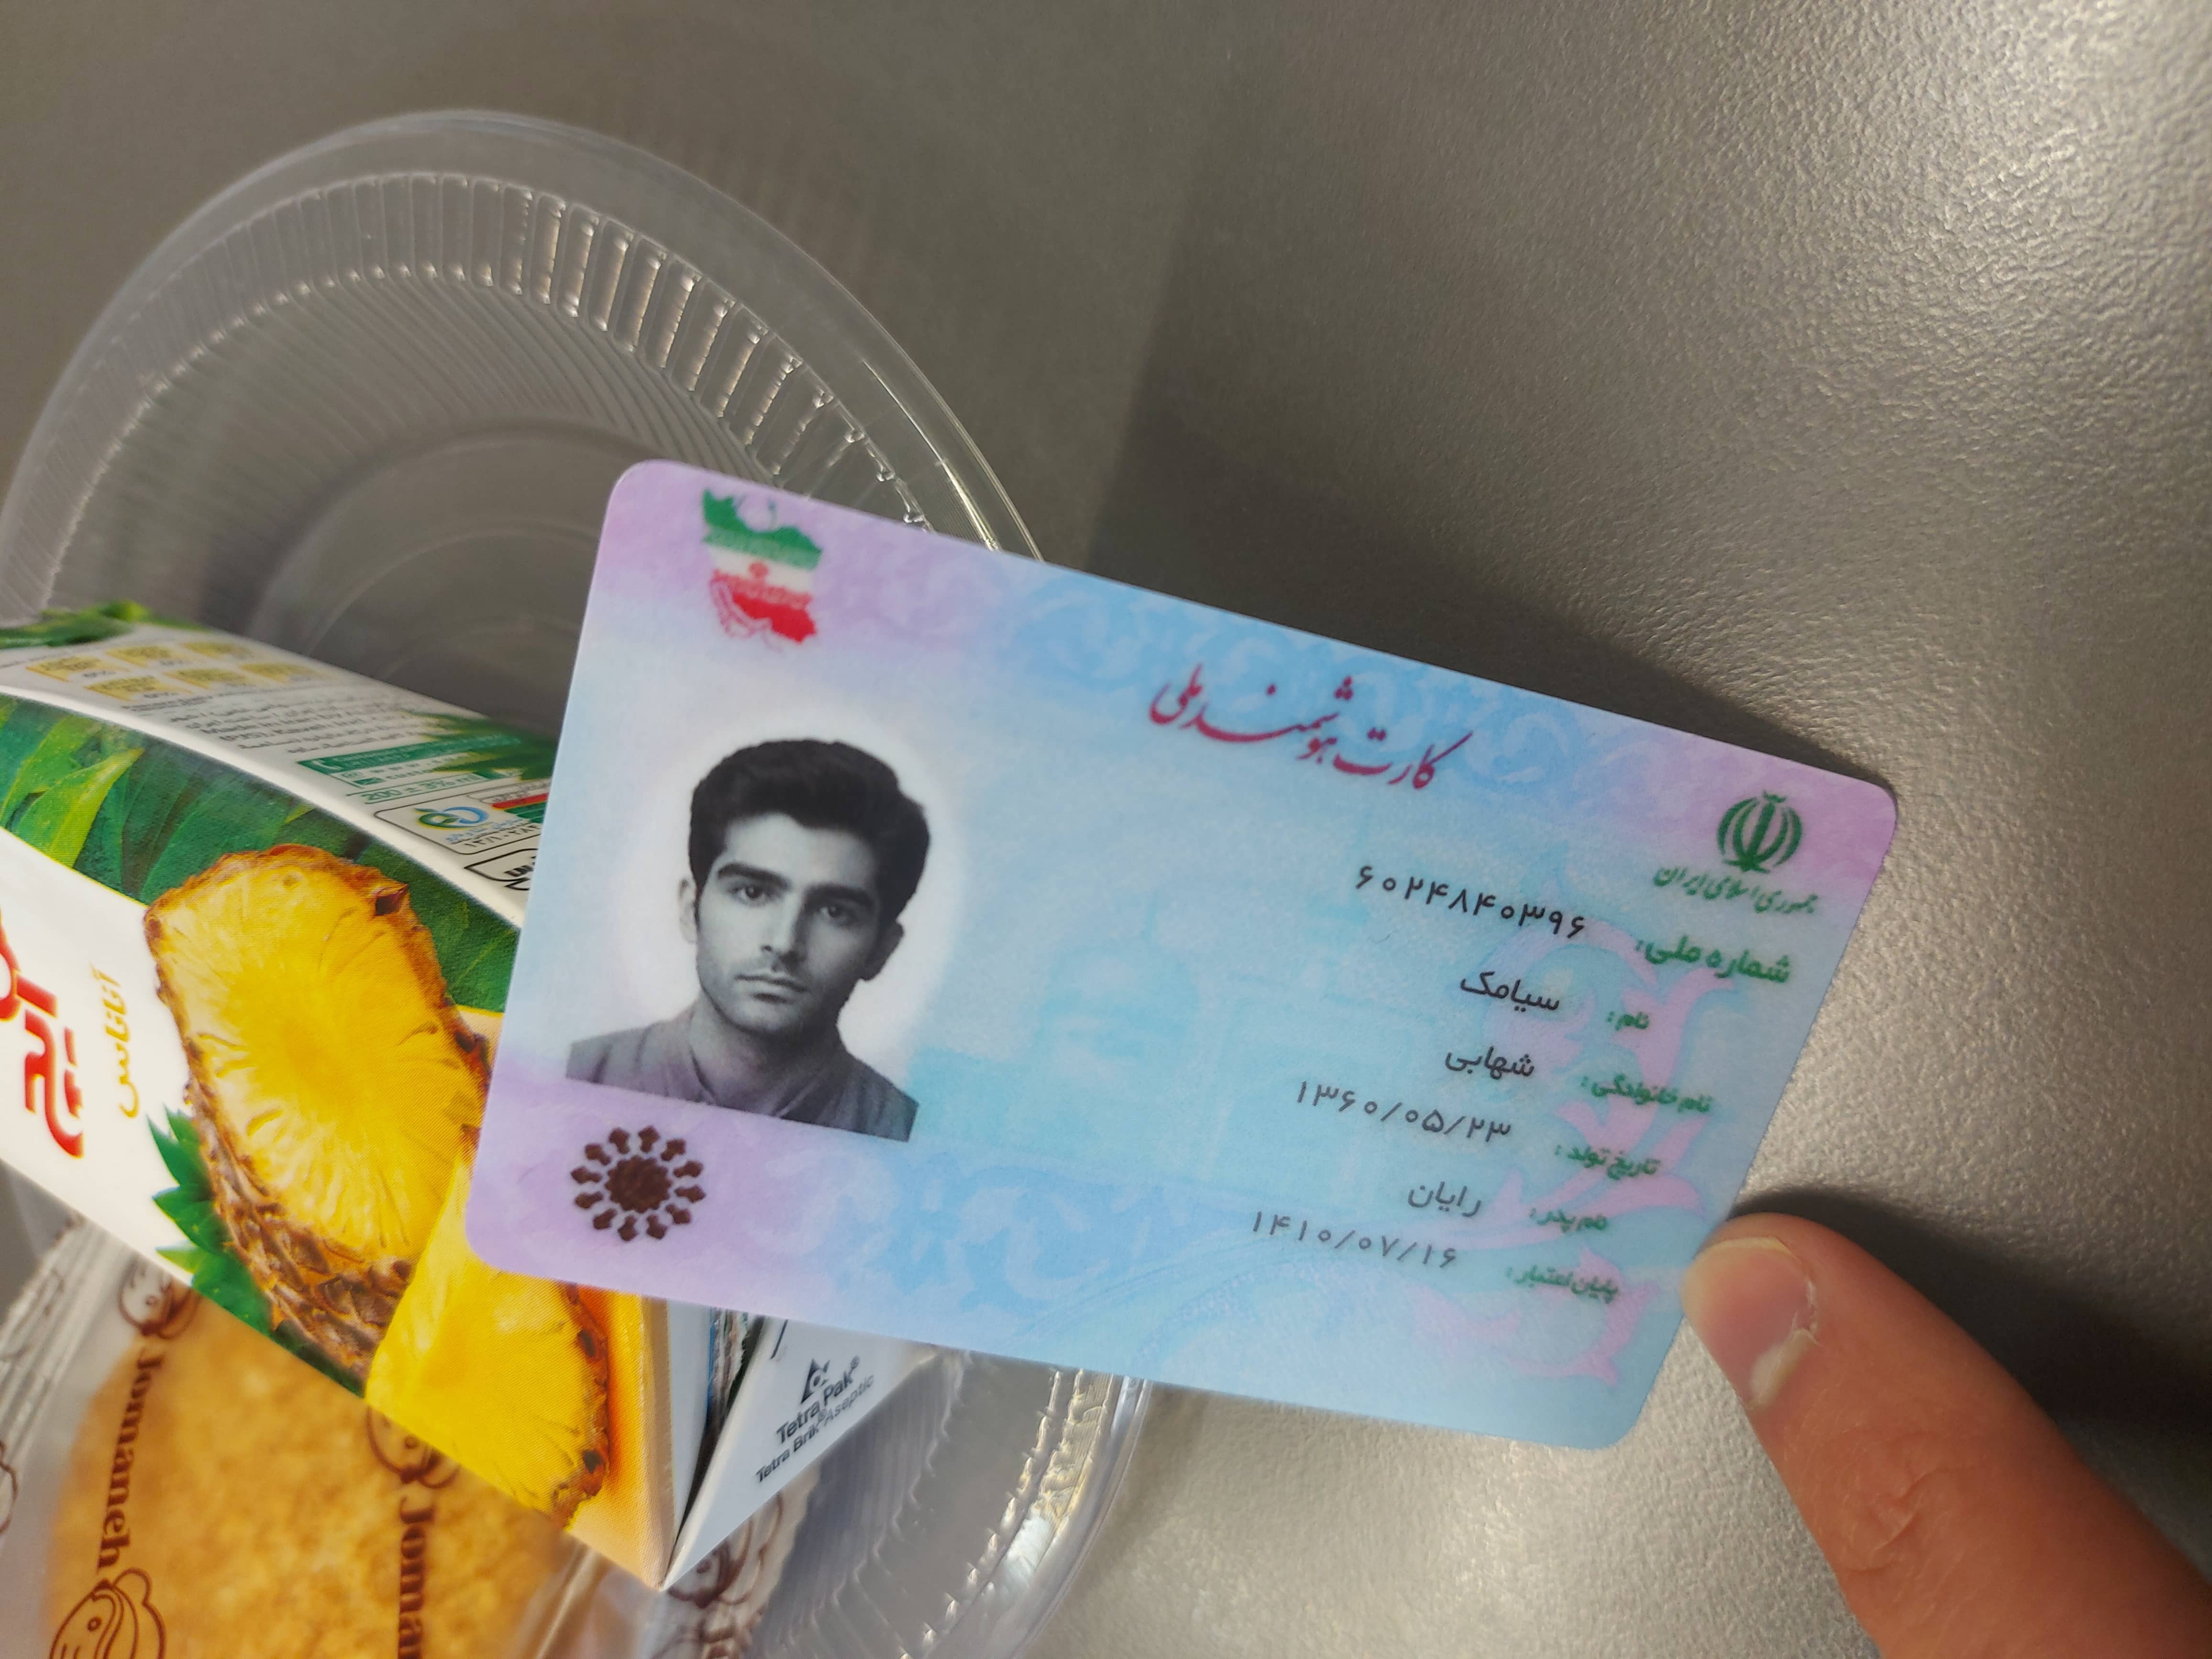 کارت هوشمند ملی
جمهوری اسلامی ایران
شماره ملی: ۶۰۲۴۸۴۰۳۹۶
نام: سیامک
نام خانوادگی: شهابی
تاریخ تولد: ۱۳۶۰/۰۵/۲۳
نام پدر: رایان
پایان اعتبار: ۱۴۱۰/۰۷/۱۶
آناناس
Tetra Pak®
Tetra Brik® Aseptic
Jomaneh